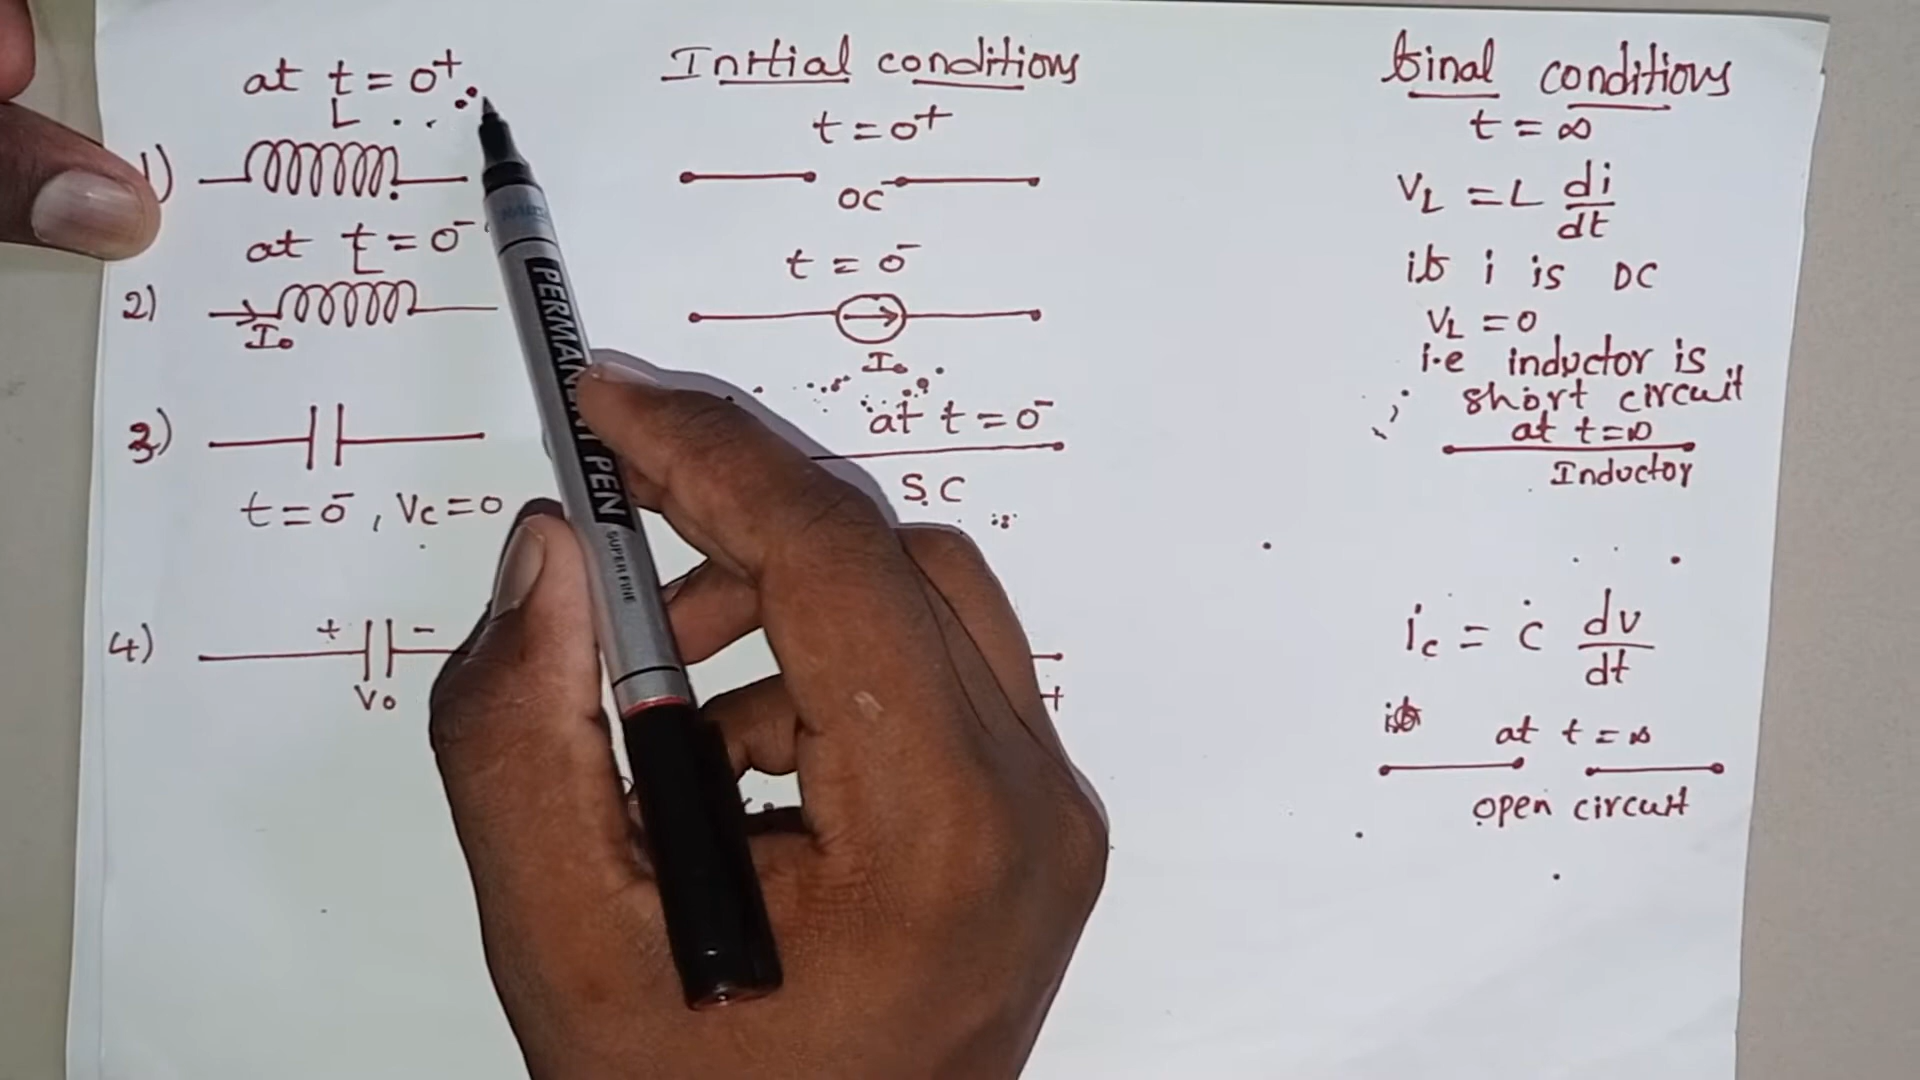 at t = 0+
L
1)
at t = 0-
L
2)
I0
3)
t = 0-, Vc = 0
4)
+ -
V0
Initial conditions
t = 0+
OC
t = 0-
I0
at t = 0-
S.C
+
final conditions
t = ∞
VL = L di/dt
if i is DC
VL = 0
i.e inductor is
short circuit
at t = ∞
Inductor
ic = c dv/dt
at t = ∞
open circuit
PERMANENT PEN
SUPER FINE